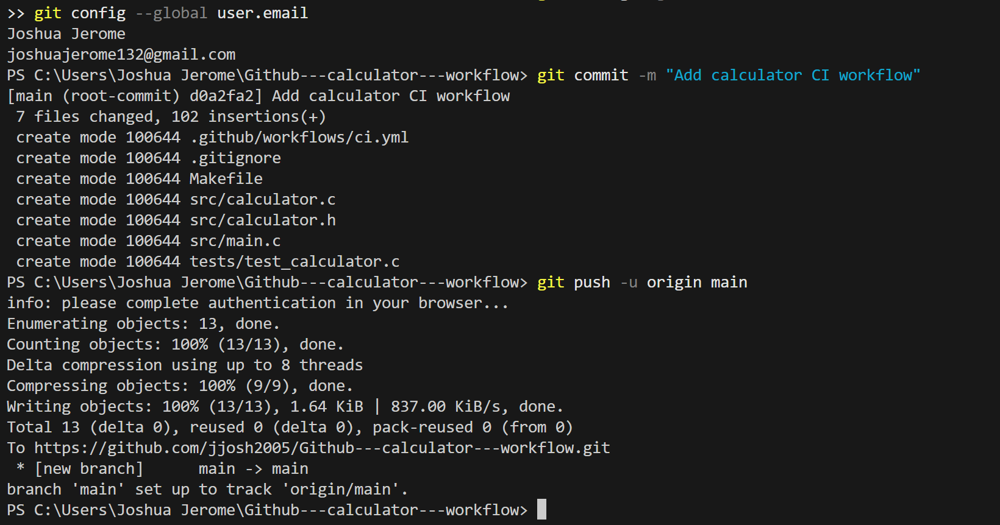 >> git config --global user.email
Joshua Jerome
joshuajerome132@gmail.com
PS C:\Users\Joshua Jerome\Github---calculator---workflow> git commit -m "Add calculator CI workflow"
[main (root-commit) d0a2fa2] Add calculator CI workflow
 7 files changed, 102 insertions(+)
 create mode 100644 .github/workflows/ci.yml
 create mode 100644 .gitignore
 create mode 100644 Makefile
 create mode 100644 src/calculator.c
 create mode 100644 src/calculator.h
 create mode 100644 src/main.c
 create mode 100644 tests/test_calculator.c
PS C:\Users\Joshua Jerome\Github---calculator---workflow> git push -u origin main
info: please complete authentication in your browser...
Enumerating objects: 13, done.
Counting objects: 100% (13/13), done.
Delta compression using up to 8 threads
Compressing objects: 100% (9/9), done.
Writing objects: 100% (13/13), 1.64 KiB | 837.00 KiB/s, done.
Total 13 (delta 0), reused 0 (delta 0), pack-reused 0 (from 0)
To https://github.com/jjosh2005/Github---calculator---workflow.git
 * [new branch]      main -> main
branch 'main' set up to track 'origin/main'.
PS C:\Users\Joshua Jerome\Github---calculator---workflow>